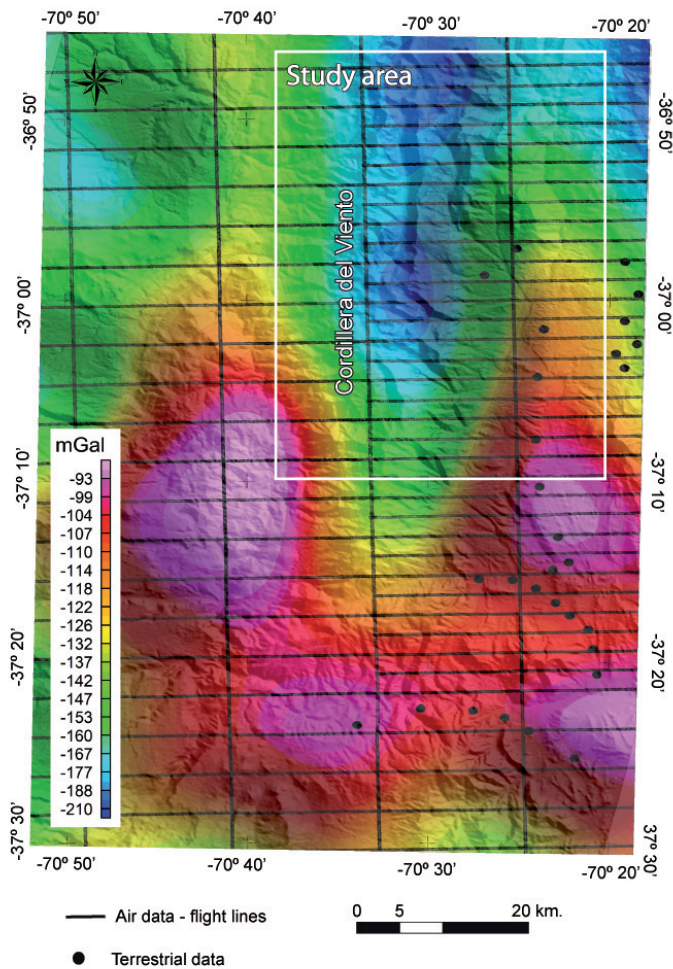 -70º 50’ -70º 40’ -70º 30’ -70º 20’
Study area
-36º 50’
-36º 50’
Cordillera del Viento
-37º 00’
-37º 00’
mGal
-93
-99
-104
-107
-110
-114
-118
-122
-126
-132
-137
-142
-147
-153
-160
-167
-177
-188
-210
-37º 10’
-37º 10’
-37º 20’
-37º 20’
-37º 30’
37º 30’
-70º 50’ -70º 40’ -70º 30’ -70º 20’
Air data - flight lines
0 5 20 km.
Terrestrial data